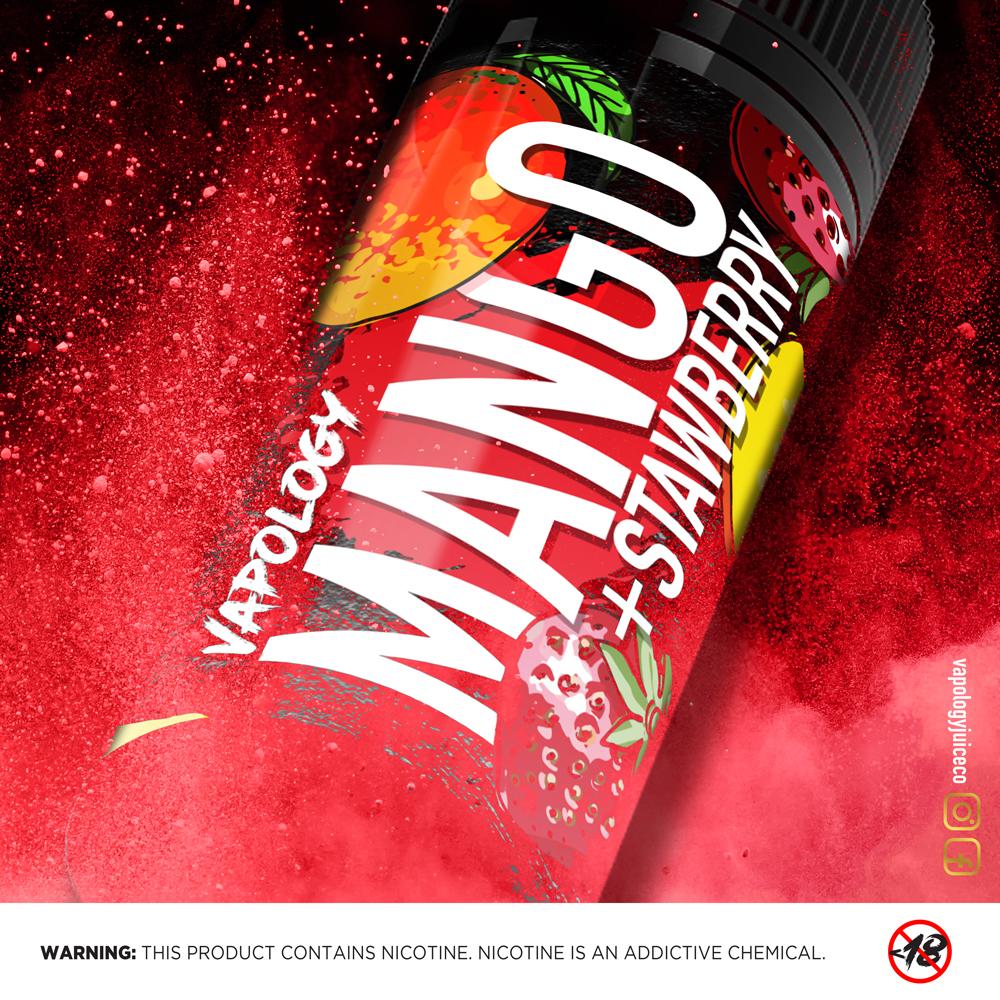 VAPOLOGY
MANGO
+STAWBERRY
vapologyjuiceco
WARNING: THIS PRODUCT CONTAINS NICOTINE. NICOTINE IS AN ADDICTIVE CHEMICAL.
<18